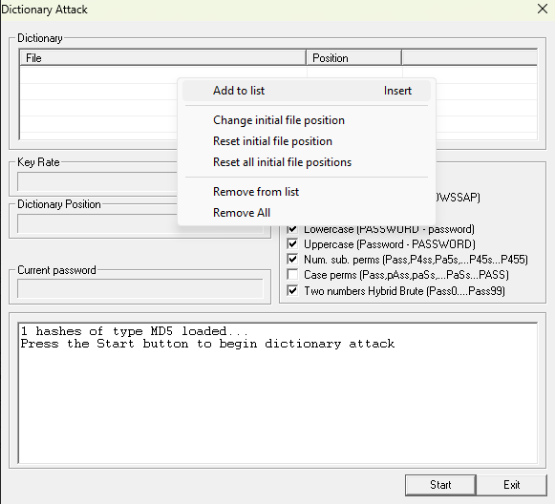 Dictionary Attack
Dictionary
File Position
Add to list Insert
Change initial file position
Reset initial file position
Reset all initial file positions
Remove from list
Remove All
Key Rate
Dictionary Position
Current password
OWSSAP)
Lowercase (PASSWORD - password)
Uppercase (Password - PASSWORD)
Num. sub. perms (Pass,P4ss,Pa5s,...P45s...P455)
Case perms (Pass,pAss,paSs,...PaSs...PASS)
Two numbers Hybrid Brute (Pass0....Pass99)
1 hashes of type MD5 loaded...
Press the Start button to begin dictionary attack
Start Exit